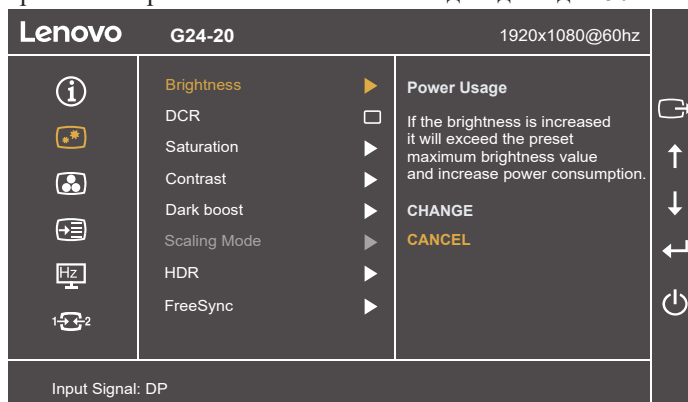 Lenovo G24-20 1920x1080@60hz
Brightness
DCR
Saturation
Contrast
Dark boost
Scaling Mode
HDR
FreeSync
Power Usage
If the brightness is increased
it will exceed the preset
maximum brightness value
and increase power consumption.
CHANGE
CANCEL
Hz
1 2
Input Signal: DP